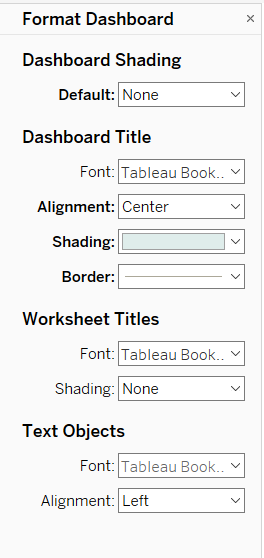 Format Dashboard ×
Dashboard Shading
Default: None
Dashboard Title
Font: Tableau Book..
Alignment: Center
Shading:
Border:
Worksheet Titles
Font: Tableau Book..
Shading: None
Text Objects
Font: Tableau Book..
Alignment: Left